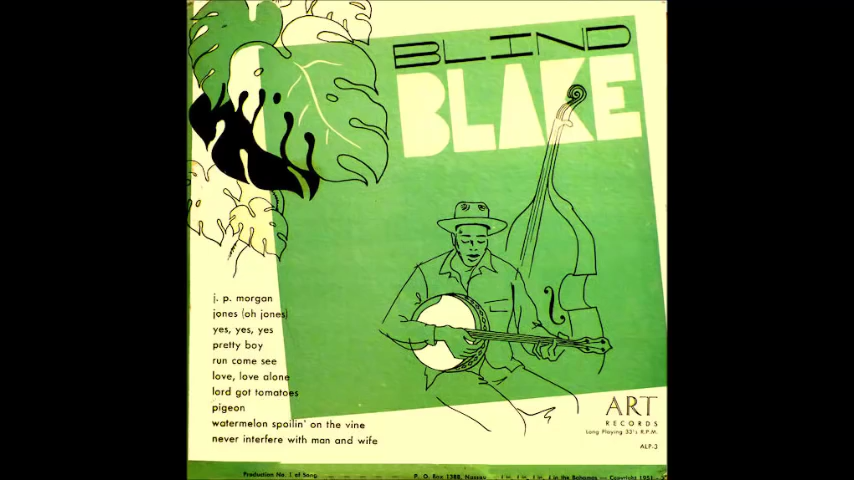 BLIND
BLAKE
j. p. morgan
jones (oh jones)
yes, yes, yes
pretty boy
run come see
love, love alone
lord got tomatoes
pigeon
watermelon spoilin' on the vine
never interfere with man and wife
ART
RECORDS
Long Playing 33⅓ R.P.M.
ALP-3
Production No. 1 of Song
P. O. Box 1388, Nassau
in the Bahamas — Copyright 1951